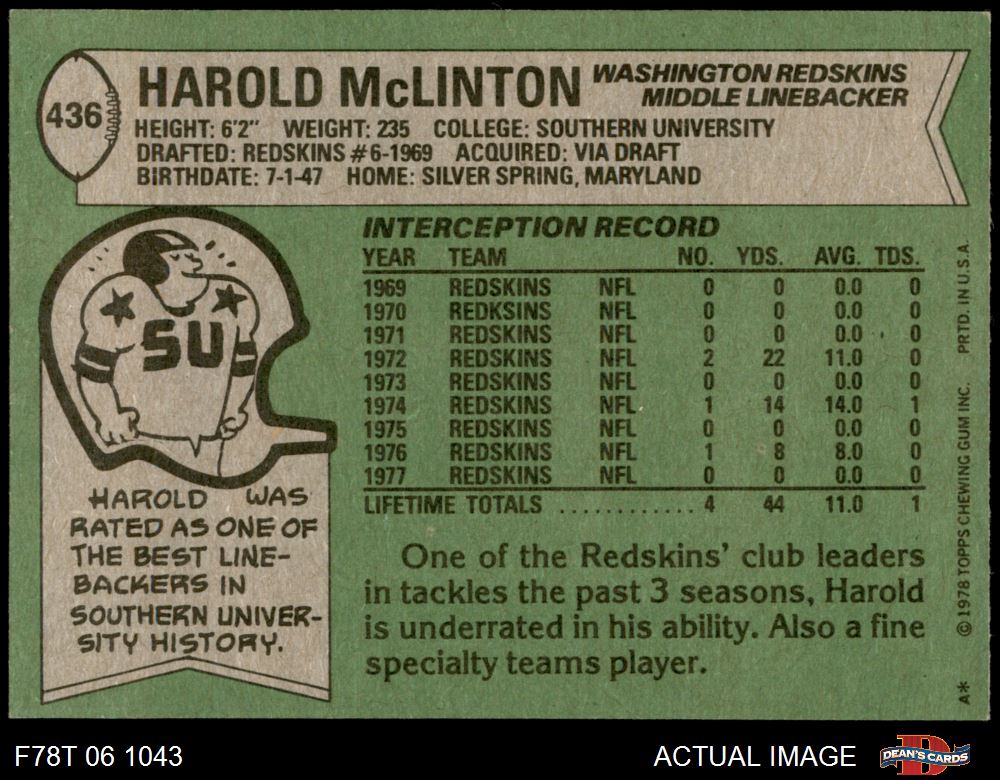 436
HAROLD McLINTON
WASHINGTON REDSKINS
MIDDLE LINEBACKER
HEIGHT: 6'2" WEIGHT: 235 COLLEGE: SOUTHERN UNIVERSITY
DRAFTED: REDSKINS #6-1969 ACQUIRED: VIA DRAFT
BIRTHDATE: 7-1-47 HOME: SILVER SPRING, MARYLAND
SU
HAROLD WAS
RATED AS ONE OF
THE BEST LINE-
BACKERS IN
SOUTHERN UNIVER-
SITY HISTORY.
INTERCEPTION RECORD
YEAR TEAM NO. YDS. AVG. TDS.
1969 REDSKINS NFL 0 0 0.0 0
1970 REDKSINS NFL 0 0 0.0 0
1971 REDSKINS NFL 0 0 0.0 0
1972 REDSKINS NFL 2 22 11.0 0
1973 REDSKINS NFL 0 0 0.0 0
1974 REDSKINS NFL 1 14 14.0 1
1975 REDSKINS NFL 0 0 0.0 0
1976 REDSKINS NFL 1 8 8.0 0
1977 REDSKINS NFL 0 0 0.0 0
LIFETIME TOTALS ............ 4 44 11.0 1
One of the Redskins' club leaders
in tackles the past 3 seasons, Harold
is underrated in his ability. Also a fine
specialty teams player.
A* © 1978 TOPPS CHEWING GUM INC. PRTD. IN U.S.A.
F78T 06 1043
ACTUAL IMAGE
D
DEAN'S CARDS